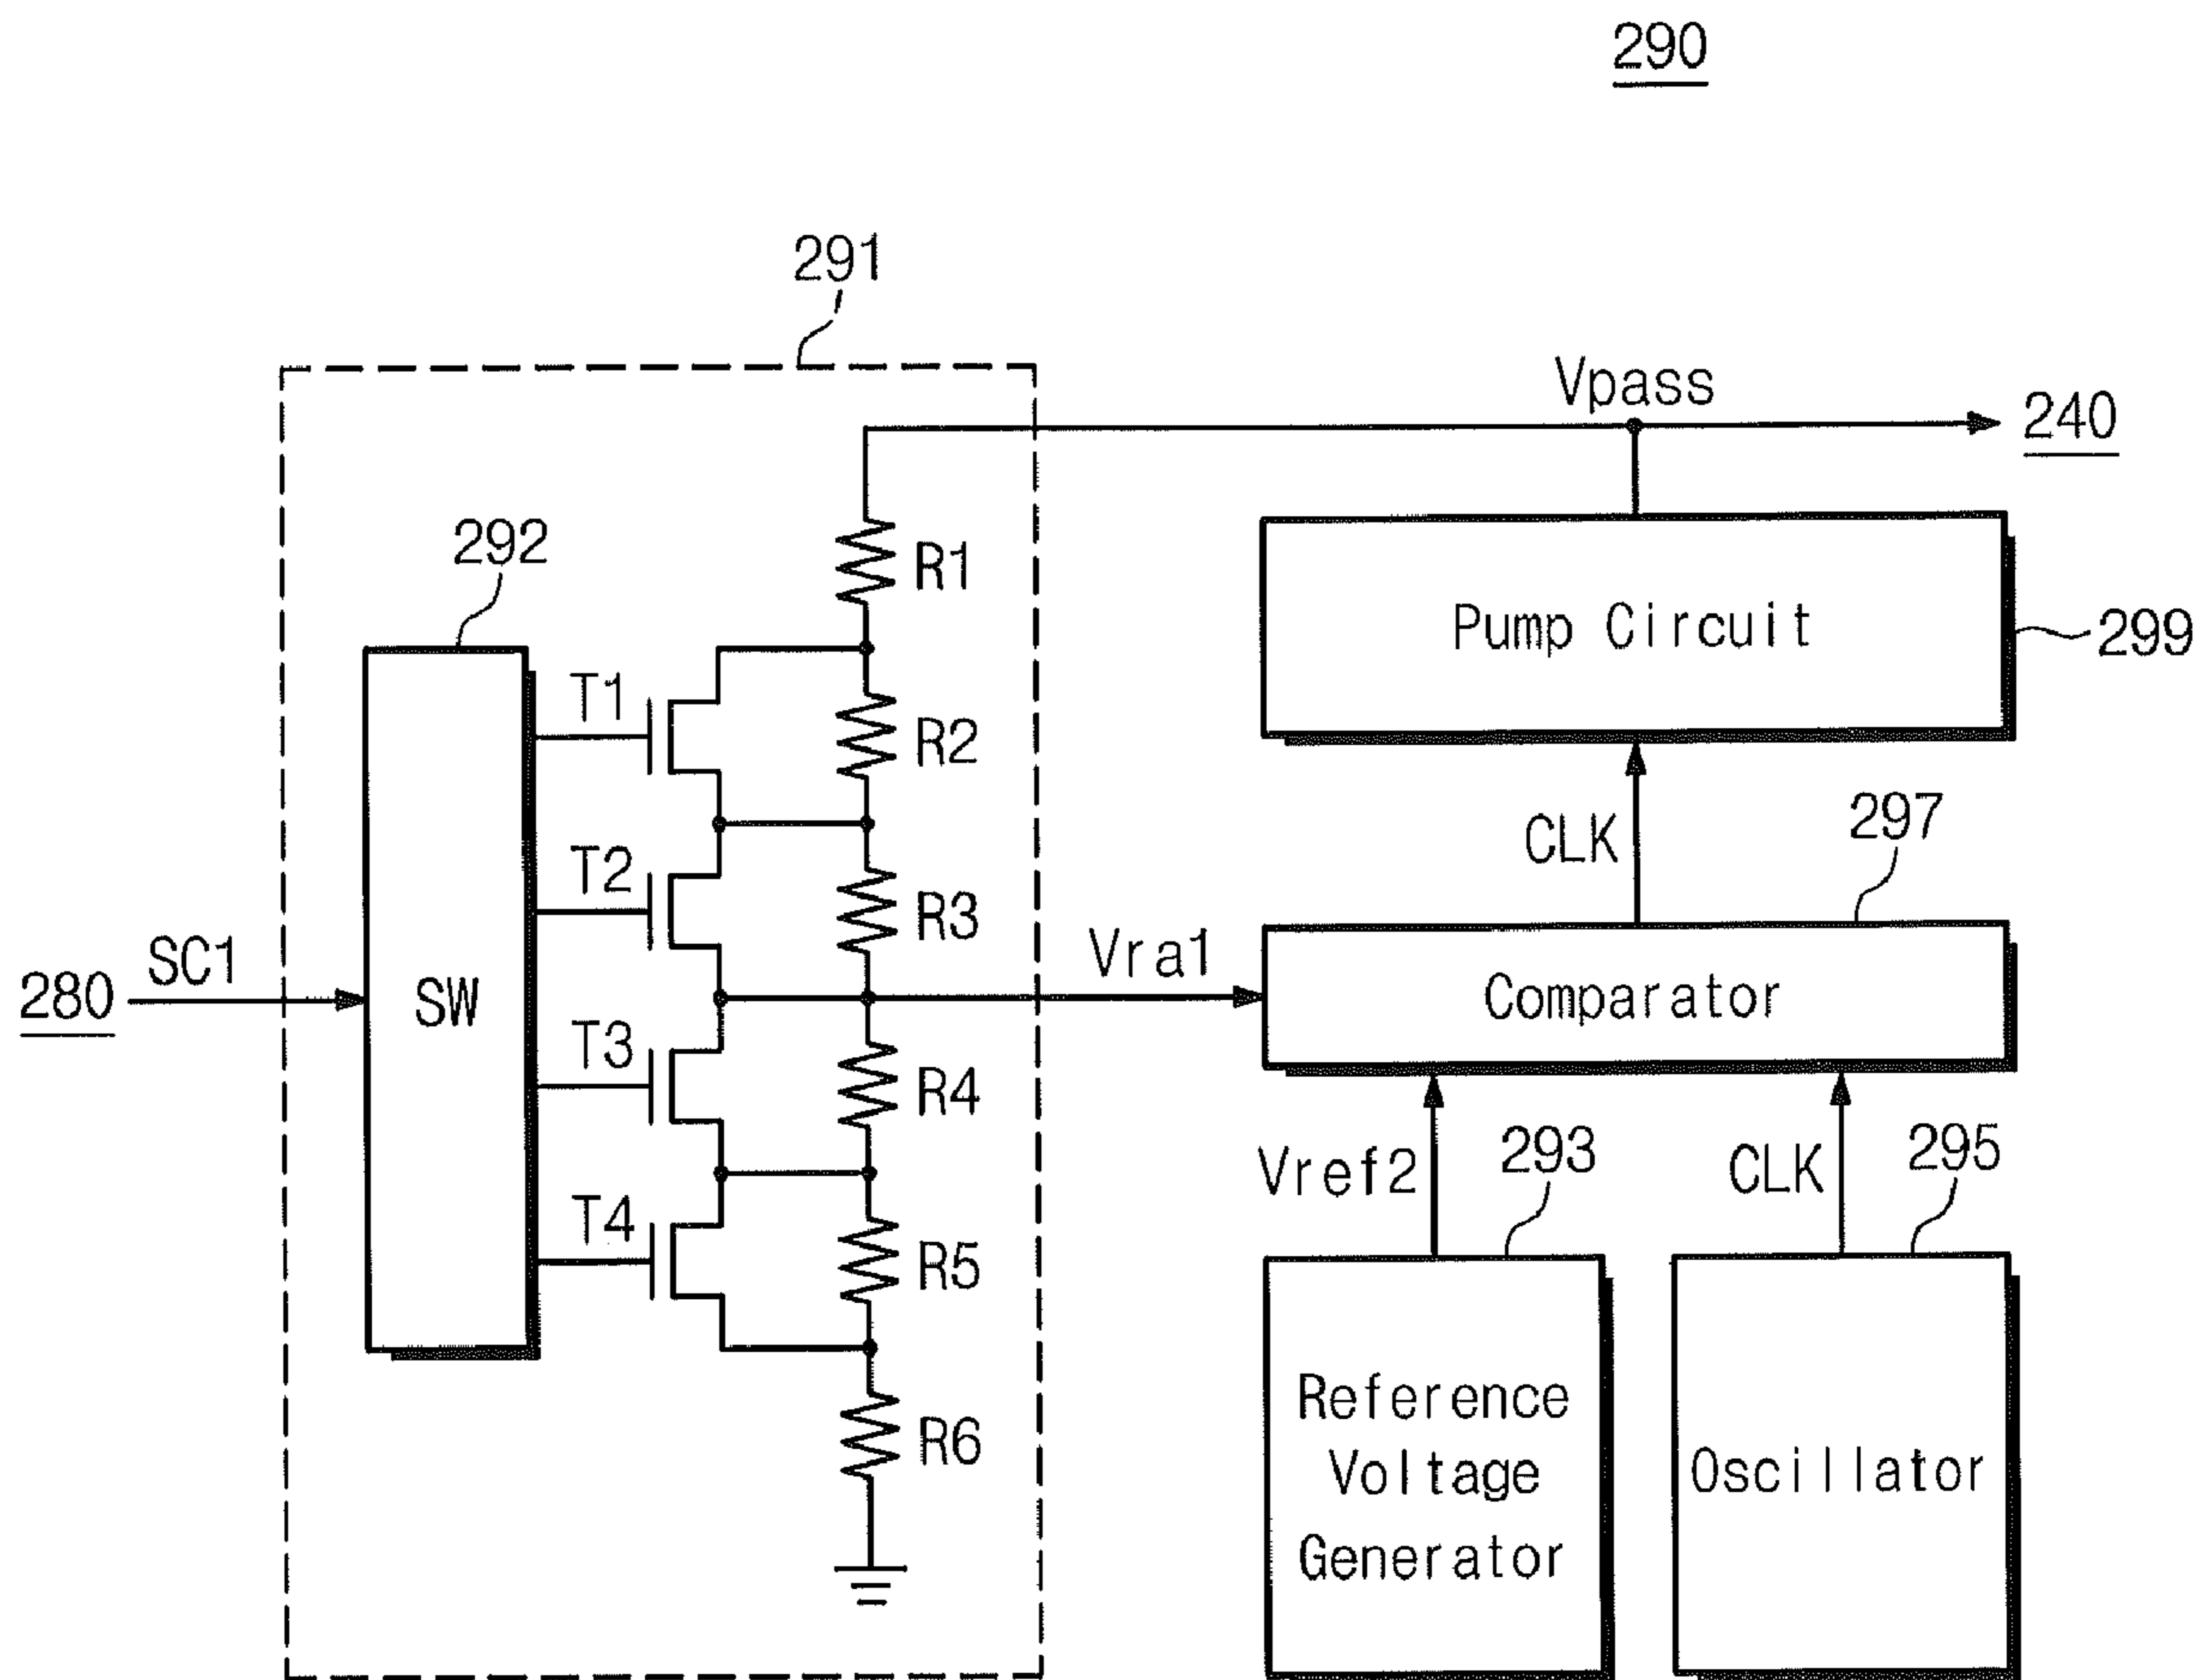 290
291
Vpass
240
292
R1
Pump Circuit
299
T1
R2
CLK
297
T2
R3
280
SC1
SW
Vra1
Comparator
T3
R4
Vref2
293
CLK
295
T4
R5
Reference
Voltage
Generator
Oscillator
R6